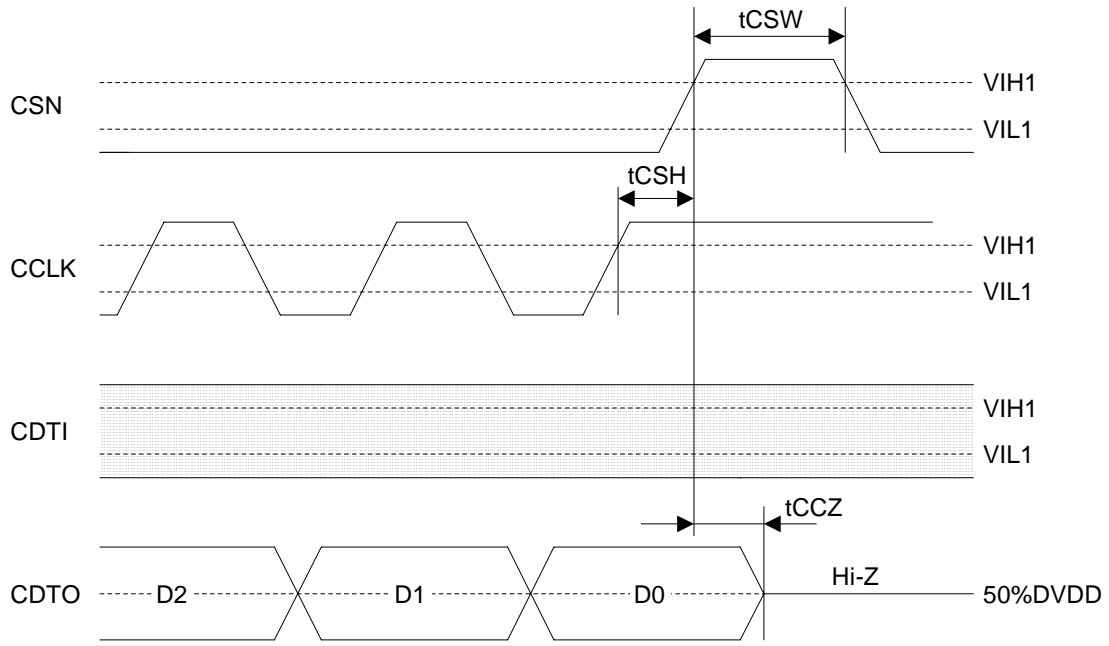 tCSW
VIH1
CSN
VIL1
tCSH
VIH1
CCLK
VIL1
VIH1
CDTI
VIL1
tCCZ
Hi-Z
CDTO D2 D1 D0 50%DVDD